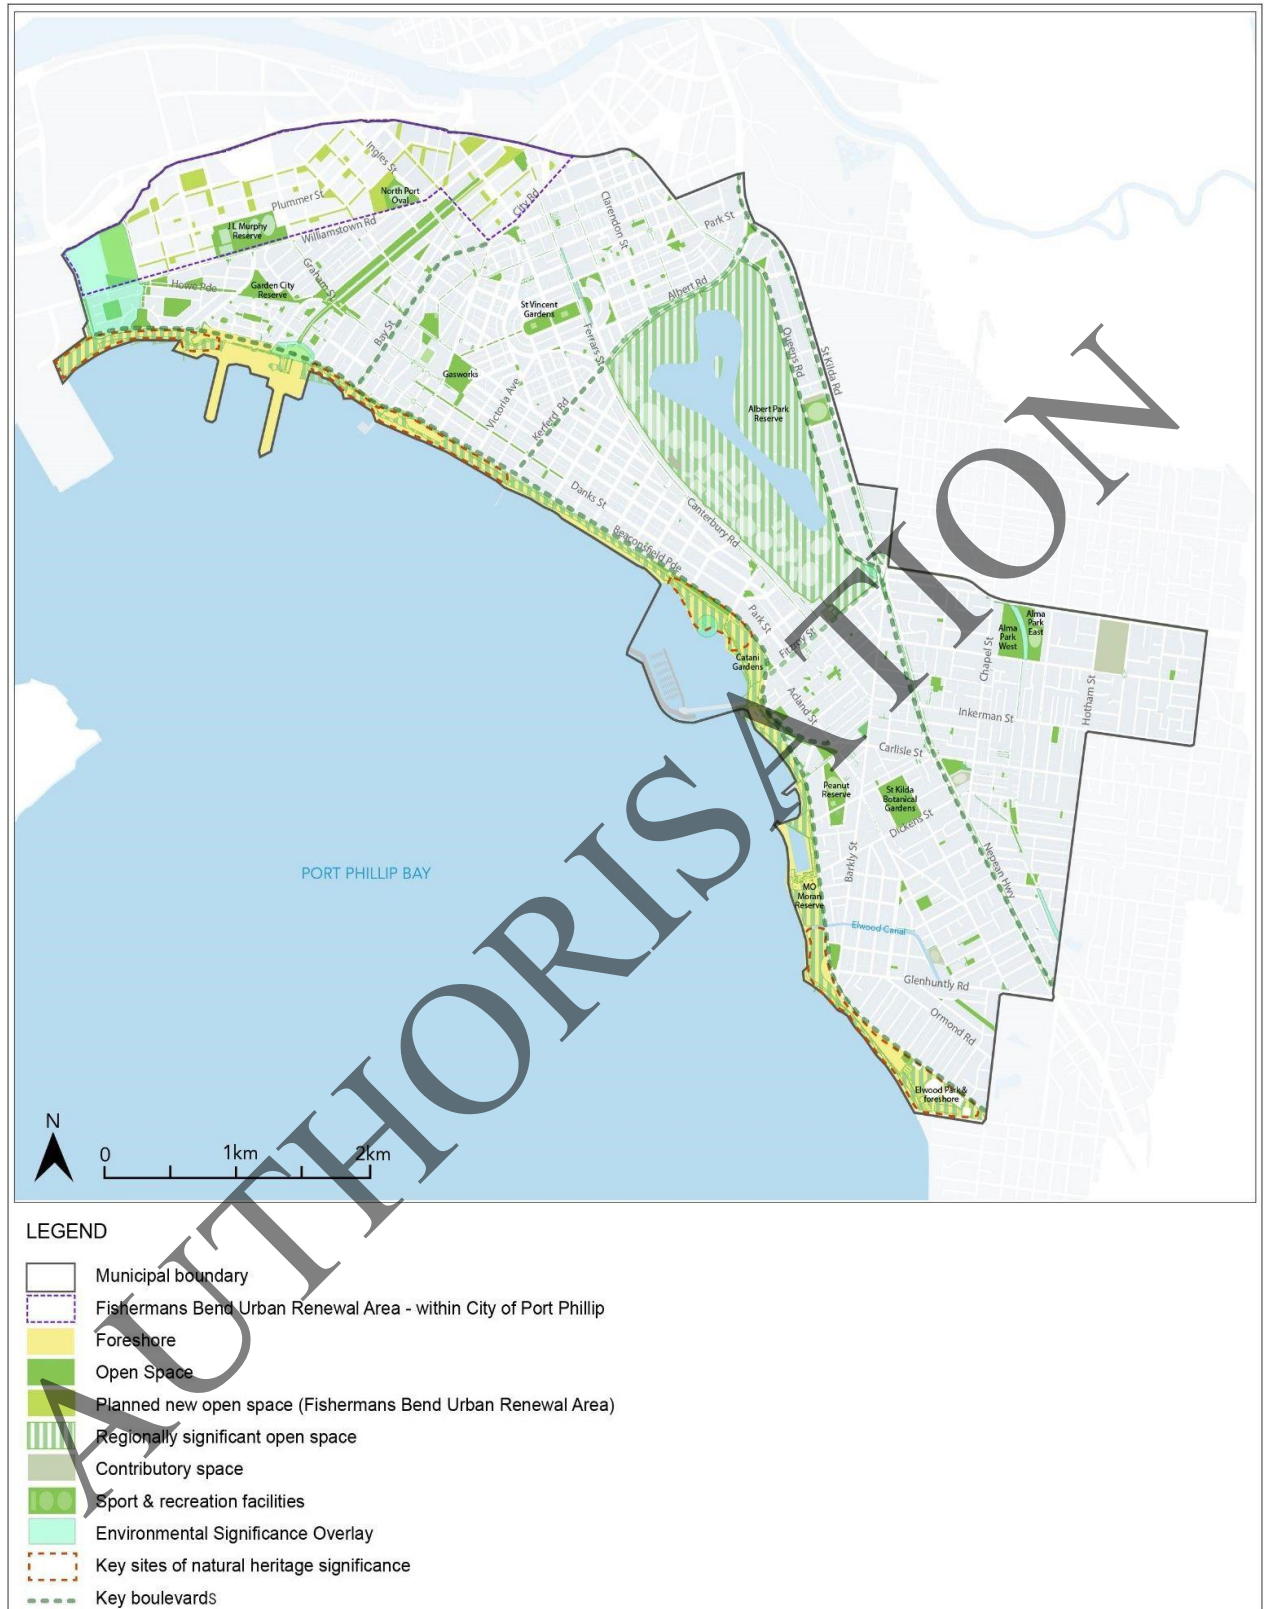 Ingles St
North Port
Oval
Plummer St
City Rd
Clarendon St
Park St
J L Murphy
Reserve
Williamstown Rd
Howe Pde
Garden City
Reserve
Graham St
Albert Rd
St Vincent
Gardens
Bay St
Ferrars St
Queens Rd
St Kilda Rd
Gasworks
Victoria Ave
Kerferd Rd
Albert Park
Reserve
Danks St
Canterbury Rd
Beaconsfield Pde
Park St
Fitzroy St
Alma
Park
East
Alma
Park
West
Chapel St
Catani
Gardens
Acland St
Hotham St
Inkerman St
Carlisle St
Peanut
Reserve
St Kilda
Botanical
Gardens
Dickens St
Barkly St
Nepean Hwy
PORT PHILLIP BAY
MO
Moran
Reserve
Elwood Canal
Glenhuntly Rd
Ormond Rd
Elwood Park &
foreshore
N
0 1km 2km
AUTHORISATION
LEGEND
Municipal boundary
Fishermans Bend Urban Renewal Area - within City of Port Phillip
Foreshore
Open Space
Planned new open space (Fishermans Bend Urban Renewal Area)
Regionally significant open space
Contributory space
Sport & recreation facilities
Environmental Significance Overlay
Key sites of natural heritage significance
Key boulevards